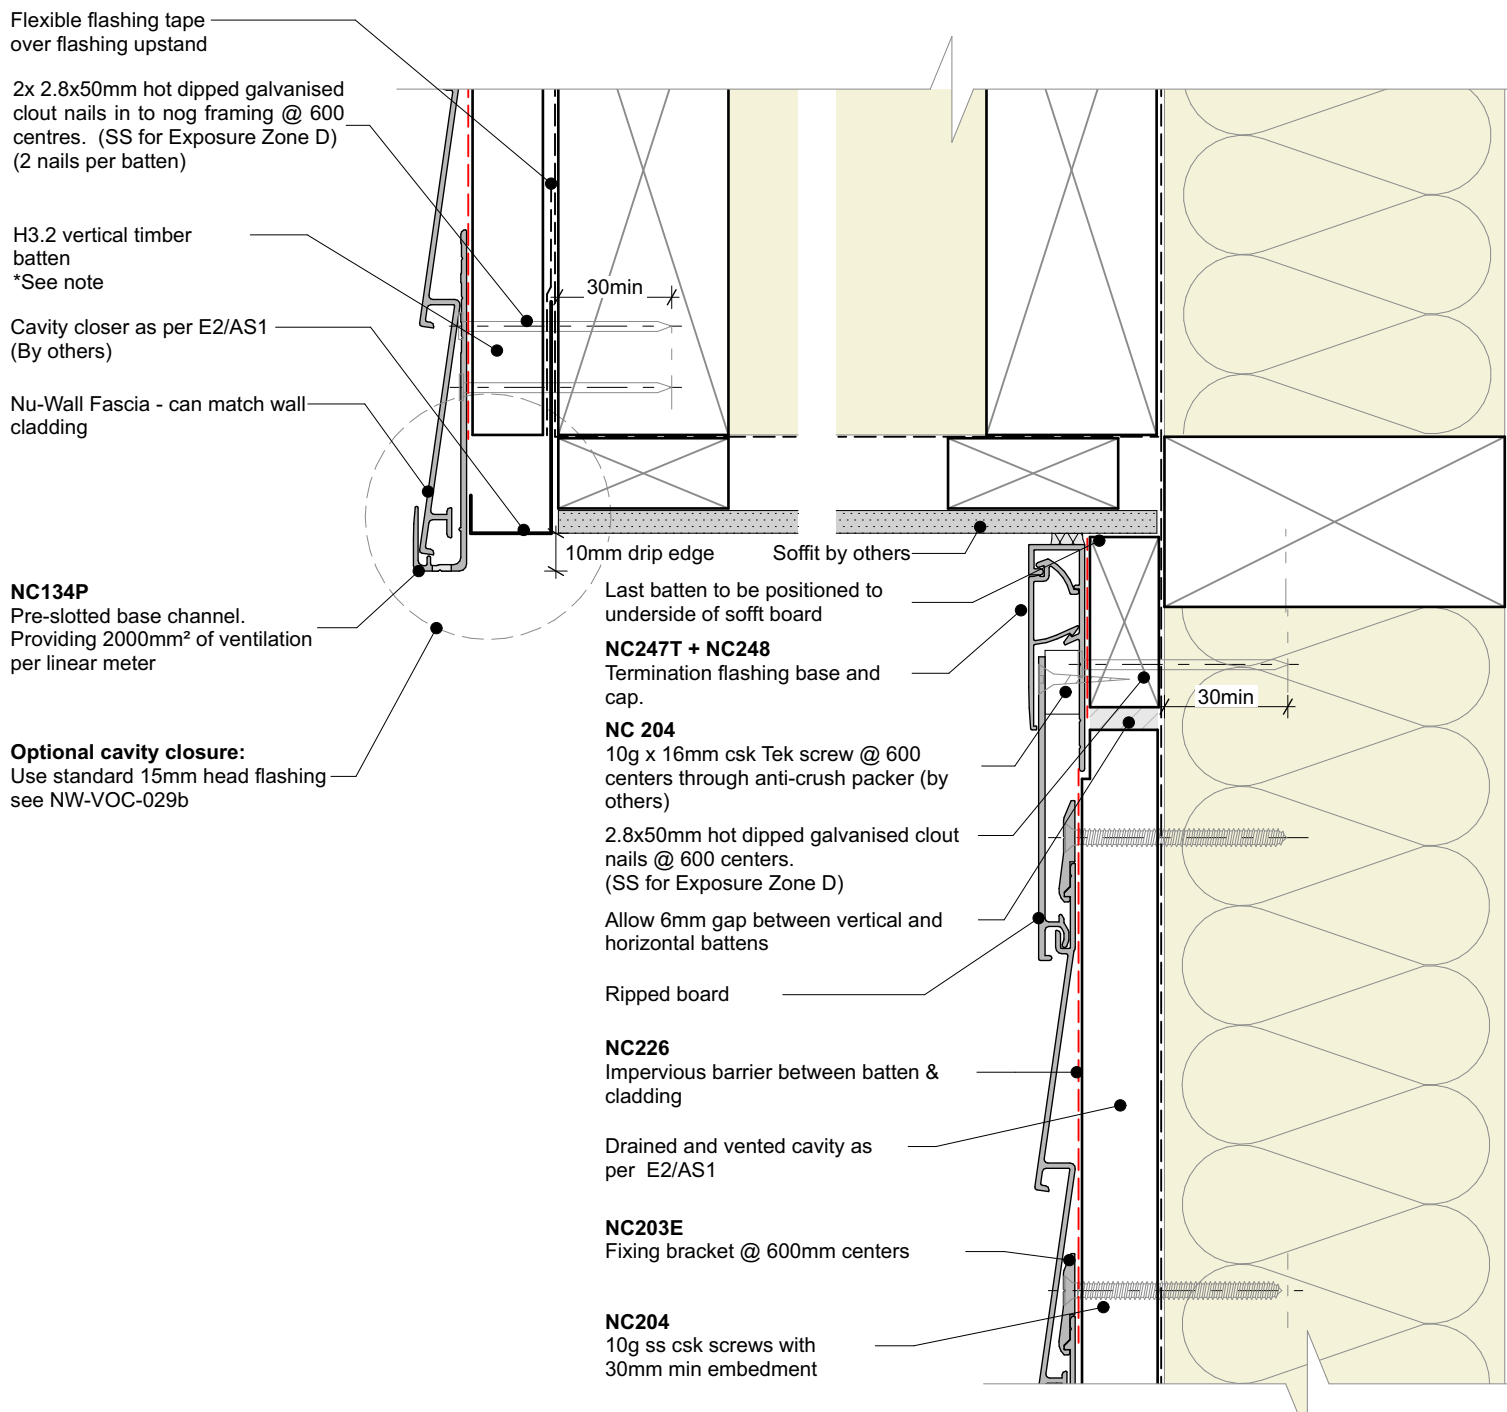 Flexible flashing tape
over flashing upstand
2x 2.8x50mm hot dipped galvanised
clout nails in to nog framing @ 600
centres. (SS for Exposure Zone D)
(2 nails per batten)
H3.2 vertical timber
batten
*See note
Cavity closer as per E2/AS1
(By others)
Nu-Wall Fascia - can match wall
cladding
NC134P
Pre-slotted base channel.
Providing 2000mm² of ventilation
per linear meter
Optional cavity closure:
Use standard 15mm head flashing
see NW-VOC-029b
30min
10mm drip edge
Soffit by others
Last batten to be positioned to
underside of sofft board
NC247T + NC248
Termination flashing base and
cap.
NC 204
10g x 16mm csk Tek screw @ 600
centers through anti-crush packer (by
others)
2.8x50mm hot dipped galvanised clout
nails @ 600 centers.
(SS for Exposure Zone D)
Allow 6mm gap between vertical and
horizontal battens
Ripped board
NC226
Impervious barrier between batten &
cladding
Drained and vented cavity as
per E2/AS1
NC203E
Fixing bracket @ 600mm centers
NC204
10g ss csk screws with
30mm min embedment
30min